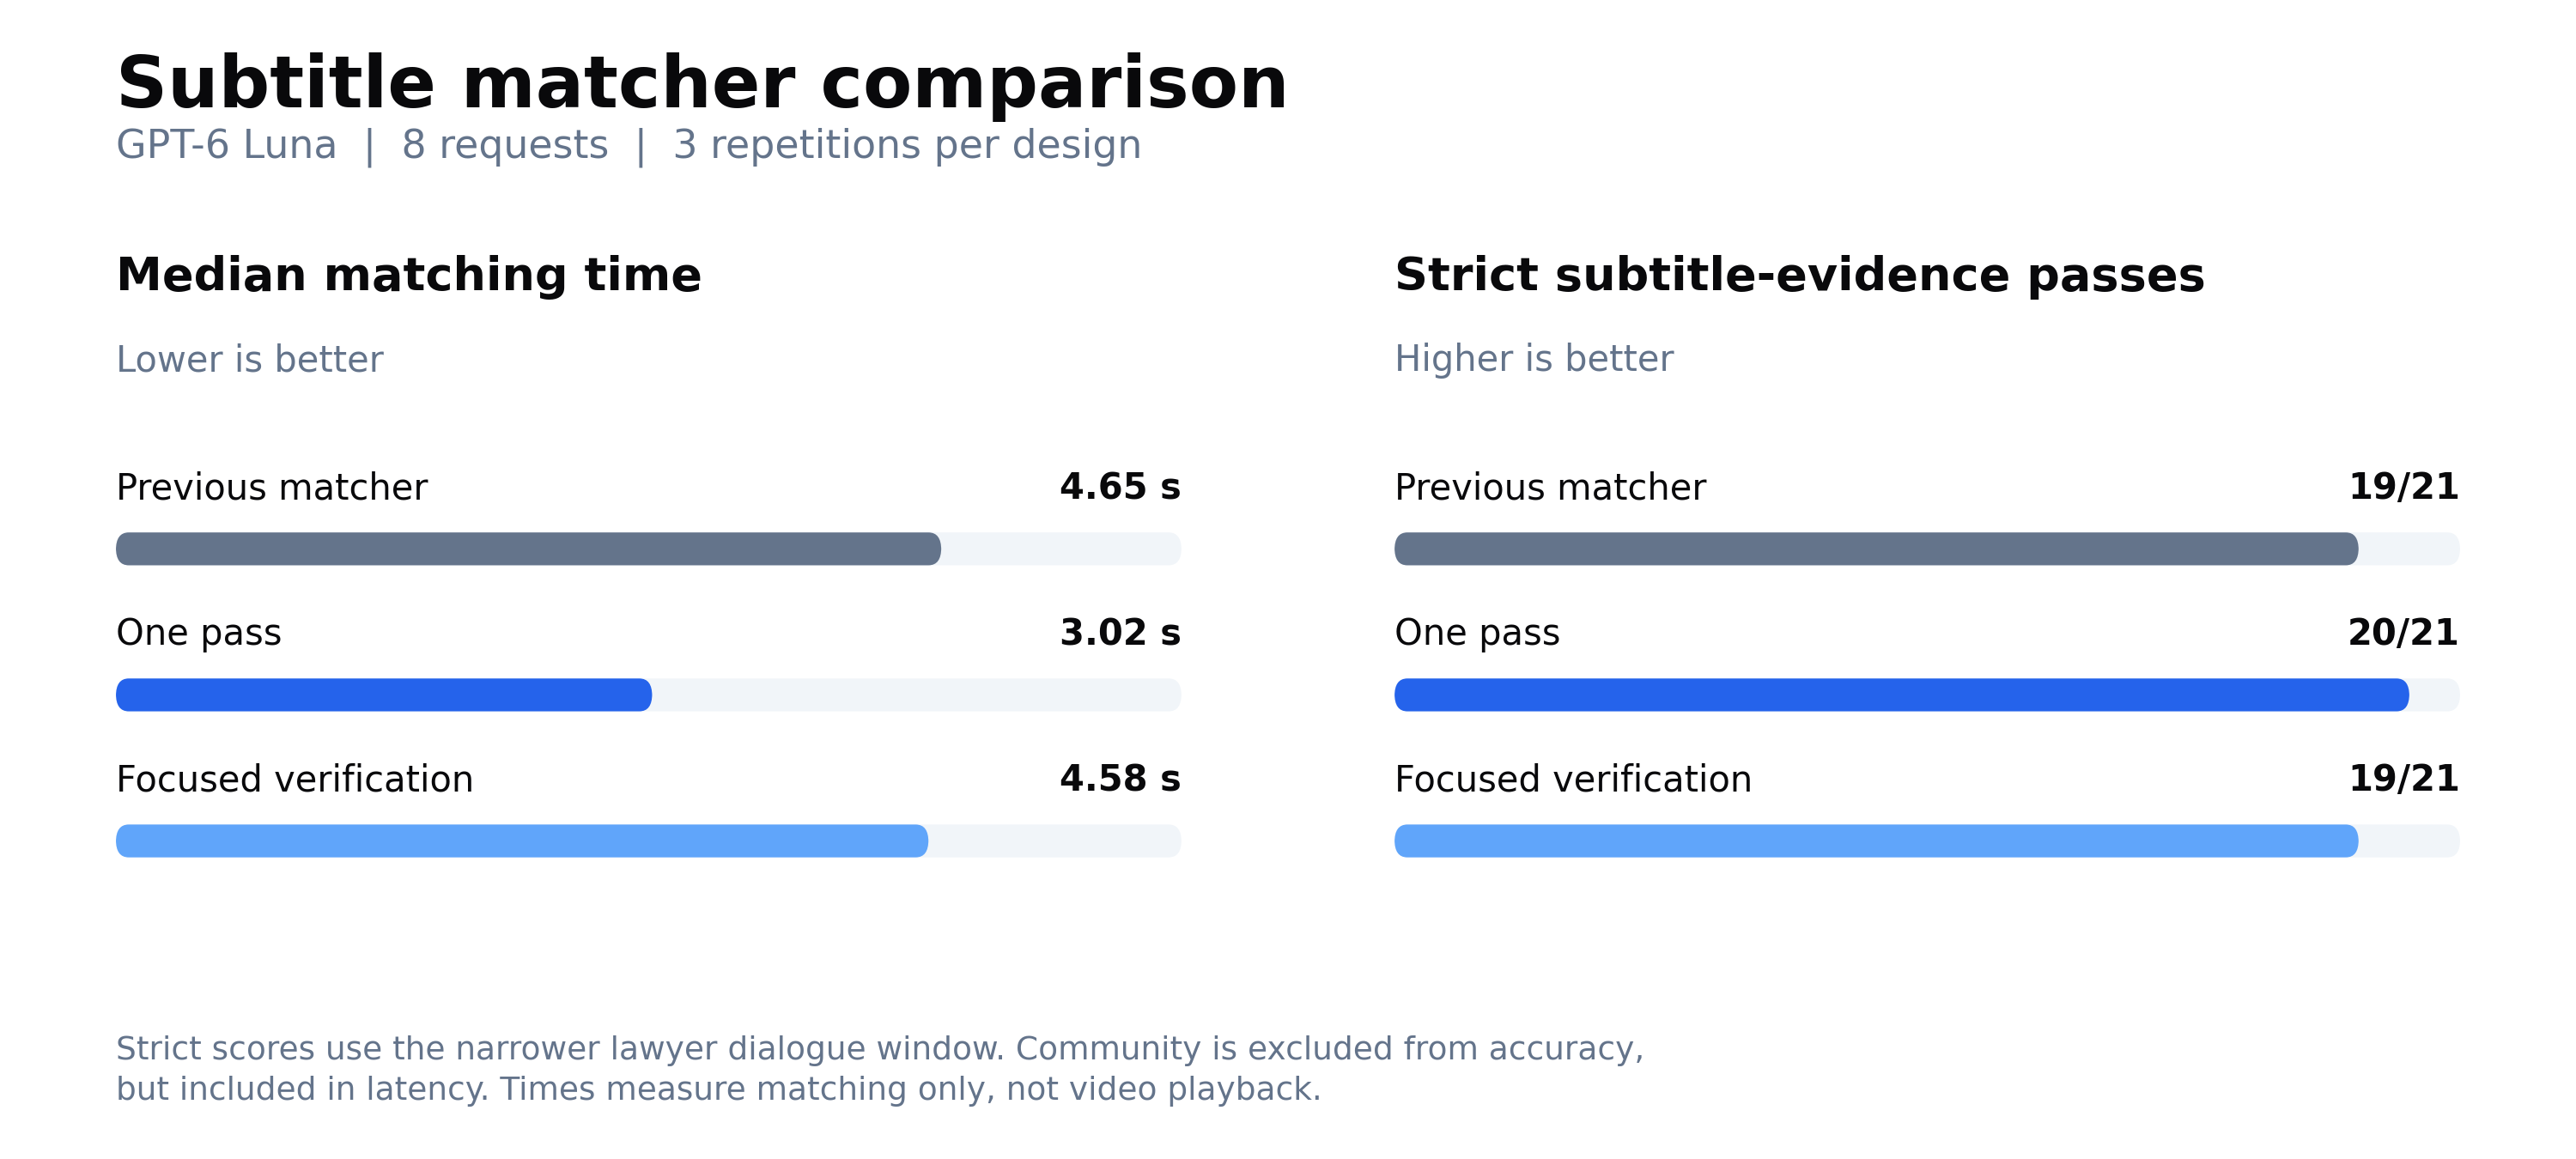 Subtitle matcher comparison
GPT-6 Luna | 8 requests | 3 repetitions per design
Median matching time
Lower is better
Previous matcher 4.65 s
One pass 3.02 s
Focused verification 4.58 s
Strict subtitle-evidence passes
Higher is better
Previous matcher 19/21
One pass 20/21
Focused verification 19/21
Strict scores use the narrower lawyer dialogue window. Community is excluded from accuracy,
but included in latency. Times measure matching only, not video playback.